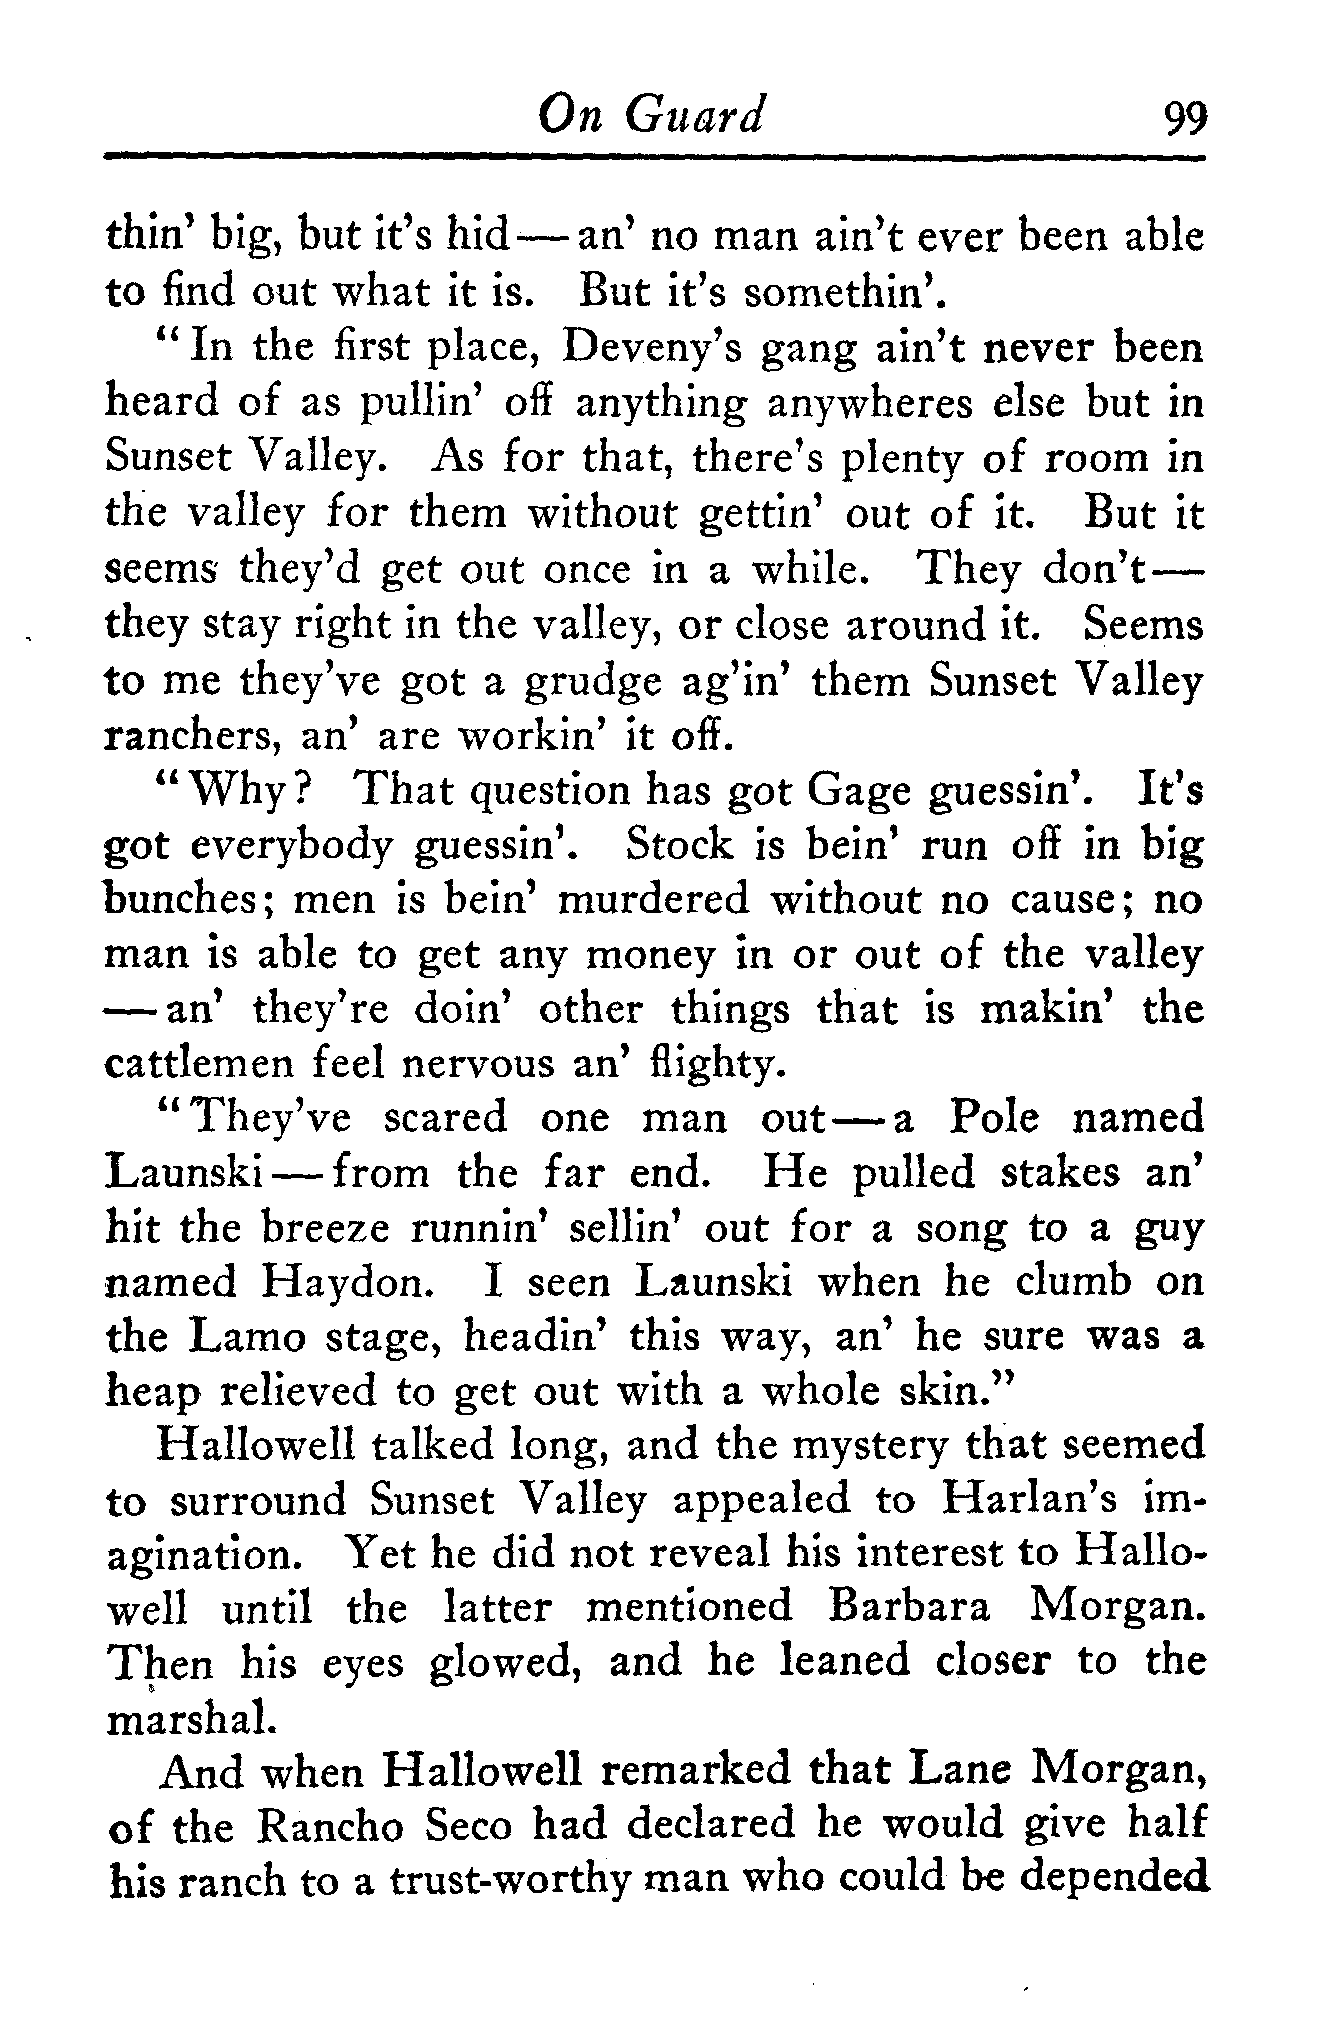 On Guard 99
thin' big, but it's hid—an' no man ain't ever been able
to find out what it is. But it's somethin'.
"In the first place, Deveny's gang ain't never been
heard of as pullin' off anything anywheres else but in
Sunset Valley. As for that, there's plenty of room in
the valley for them without gettin' out of it. But it
seems they'd get out once in a while. They don't—
they stay right in the valley, or close around it. Seems
to me they've got a grudge ag'in' them Sunset Valley
ranchers, an' are workin' it off.
"Why? That question has got Gage guessin'. It's
got everybody guessin'. Stock is bein' run off in big
bunches; men is bein' murdered without no cause; no
man is able to get any money in or out of the valley
—an' they're doin' other things that is makin' the
cattlemen feel nervous an' flighty.
"They've scared one man out—a Pole named
Launski—from the far end. He pulled stakes an'
hit the breeze runnin' sellin' out for a song to a guy
named Haydon. I seen Launski when he clumb on
the Lamo stage, headin' this way, an' he sure was a
heap relieved to get out with a whole skin."
Hallowell talked long, and the mystery that seemed
to surround Sunset Valley appealed to Harlan's im-
agination. Yet he did not reveal his interest to Hallo-
well until the latter mentioned Barbara Morgan.
Then his eyes glowed, and he leaned closer to the
marshal.
And when Hallowell remarked that Lane Morgan,
of the Rancho Seco had declared he would give half
his ranch to a trust-worthy man who could be depended